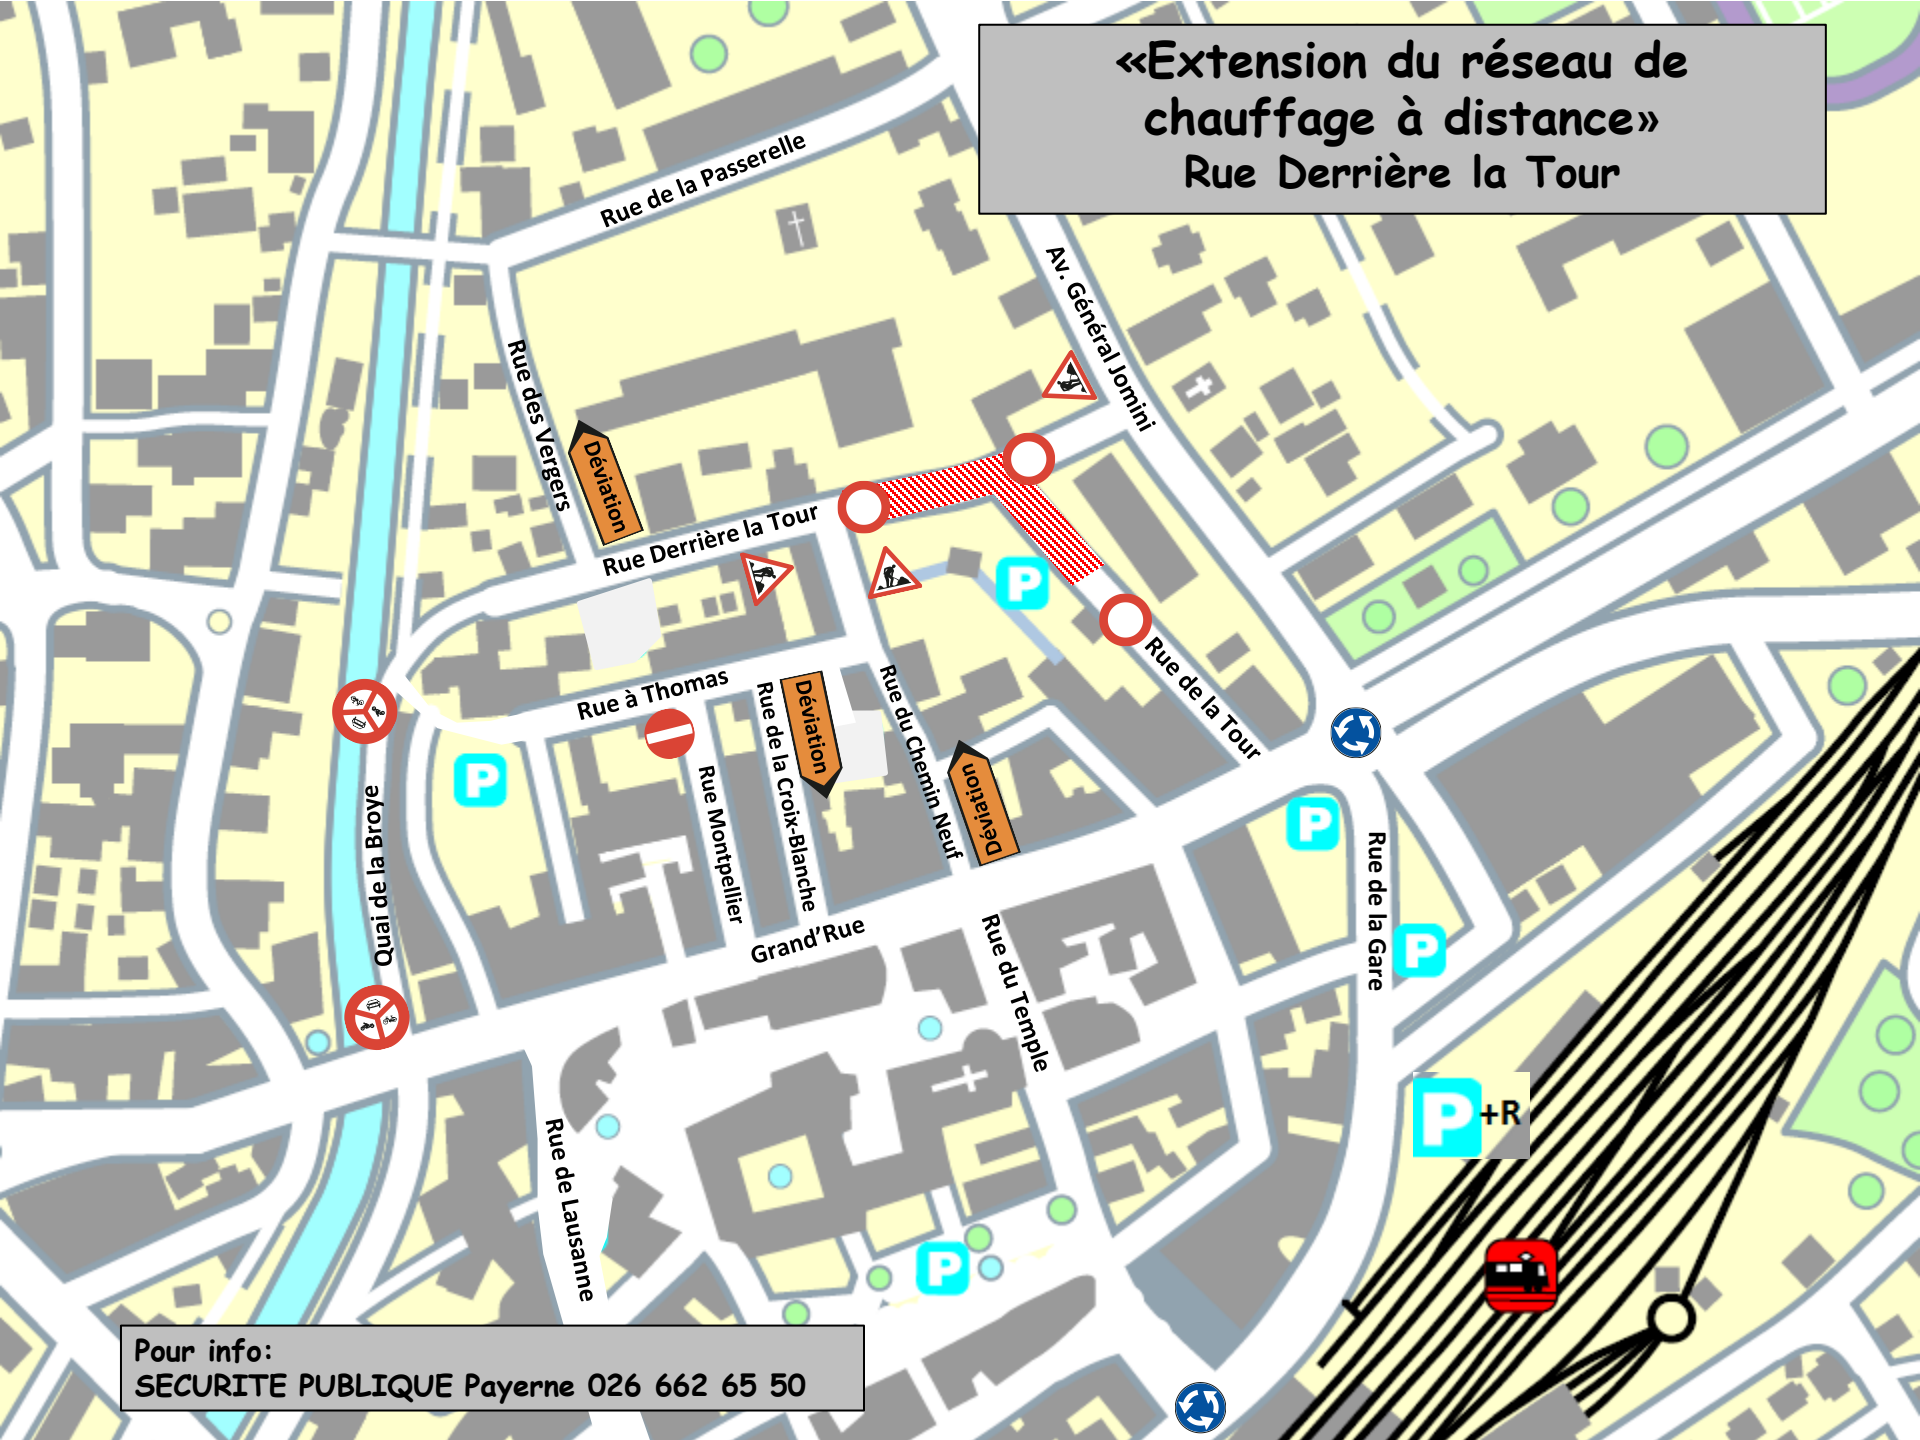 «Extension du réseau de
chauffage à distance»
Rue Derrière la Tour
Rue de la Passerelle
Av. Général Jomini
Rue des Vergers
Déviation
Rue Derrière la Tour
P
Rue de la Tour
Rue à Thomas
Déviation
Rue du Chemin Neuf
Rue de la Croix-Blanche
Rue Montpellier
Déviation
P
P
Quai de la Broye
Rue de la Gare
P
Grand'Rue
Rue du Temple
P+R
Rue de Lausanne
P
Pour info:
SECURITE PUBLIQUE Payerne 026 662 65 50